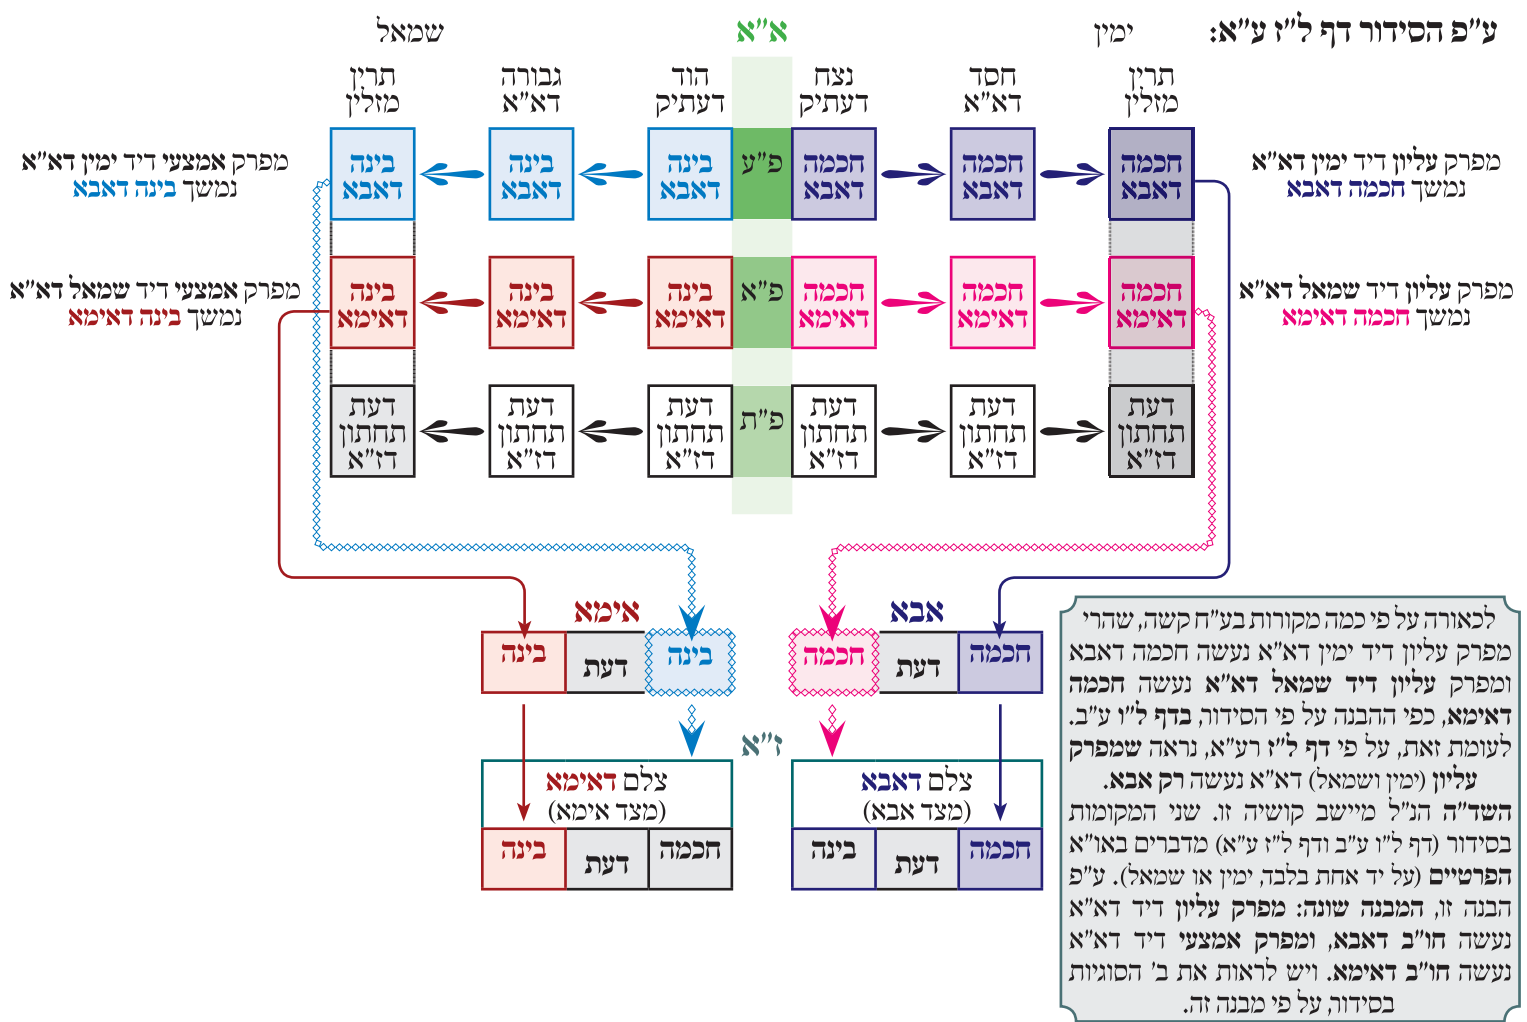 ע"פ הסידור דף ל"ז ע"א:
ימין
א"א
שמאל
תרין מזלין
חסד דא"א
נצח דעתיק
הוד דעתיק
גבורה דא"א
תרין מזלין
מפרק עליון דיד ימין דא"א
נמשך חכמה דאבא
חכמה דאבא
חכמה דאבא
חכמה דאבא
פ"ע
בינה דאבא
בינה דאבא
בינה דאבא
מפרק אמצעי דיד ימין דא"א
נמשך בינה דאבא
מפרק עליון דיד שמאל דא"א
נמשך חכמה דאימא
חכמה דאימא
חכמה דאימא
חכמה דאימא
פ"א
בינה דאימא
בינה דאימא
בינה דאימא
מפרק אמצעי דיד שמאל דא"א
נמשך בינה דאימא
דעת תחתון דז"א
דעת תחתון דז"א
דעת תחתון דז"א
פ"ת
דעת תחתון דז"א
דעת תחתון דז"א
דעת תחתון דז"א
אבא
חכמה
דעת
חכמה
אימא
בינה
דעת
בינה
ז"א
צלם דאבא
(מצד אבא)
חכמה
דעת
בינה
צלם דאימא
(מצד אימא)
חכמה
דעת
בינה
לכאורה על פי כמה מקורות בע"ח קשה, שהרי
מפרק עליון דיד ימין דא"א נעשה חכמה דאבא
ומפרק עליון דיד שמאל דא"א נעשה חכמה
דאימא, כפי ההבנה על פי הסידור, בדף ל"ו ע"ב.
לעומת זאת, על פי דף ל"ז רע"א, נראה שמפרק
עליון (ימין ושמאל) דא"א נעשה רק אבא.
השד"ה הנ"ל מיישב קושיה זו. שני המקומות
בסידור (דף ל"ו ע"ב ודף ל"ז ע"א) מדברים באו"א
הפרטיים (על יד אחת בלבד, ימין או שמאל). ע"פ
הבנה זו, המבנה שונה: מפרק עליון דיד דא"א
נעשה חו"ב דאבא, ומפרק אמצעי דיד דא"א
נעשה חו"ב דאימא. ויש לראות את ב' הסוגיות
בסידור, על פי מבנה זה.